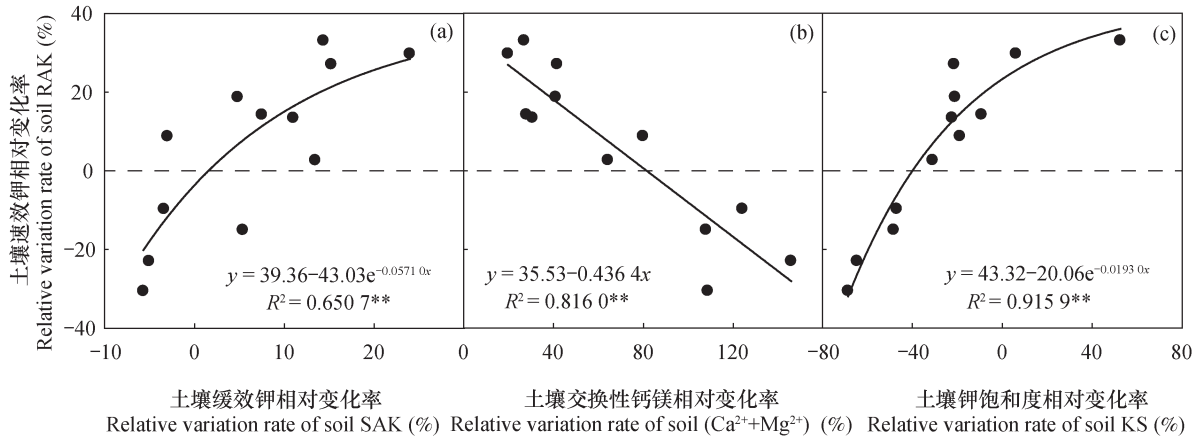 土壤速效钾相对变化率
Relative variation rate of soil RAK (%)
40
20
0
−20
−40
(a)
y = 39.36−43.03e^−0.0571 0x
R² = 0.650 7**
−10
0
10
20
土壤缓效钾相对变化率
Relative variation rate of soil SAK (%)
(b)
y = 35.53−0.436 4x
R² = 0.816 0**
0
40
80
120
土壤交换性钙镁相对变化率
Relative variation rate of soil (Ca²⁺+Mg²⁺) (%)
(c)
y = 43.32−20.06e^−0.0193 0x
R² = 0.915 9**
−80
−40
0
40
80
土壤钾饱和度相对变化率
Relative variation rate of soil KS (%)